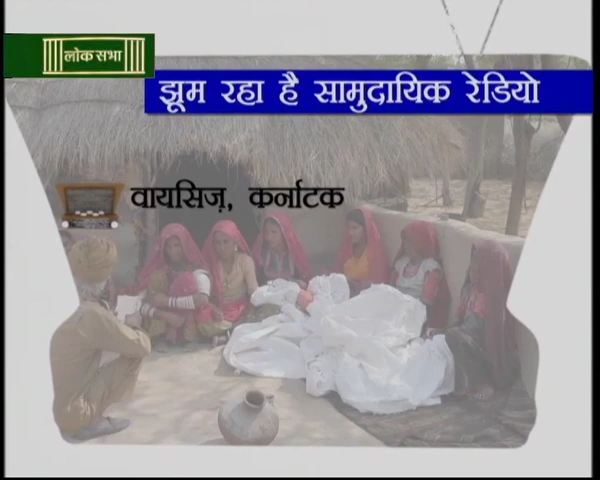 लोक सभा
झूम रहा है सामुदायिक रेडियो
वायसिज़, कर्नाटक